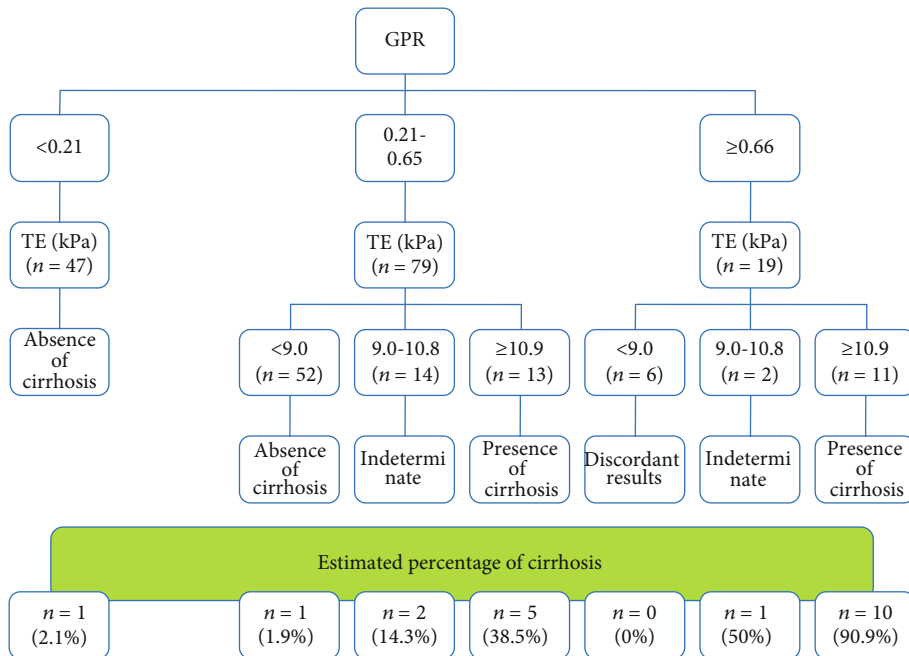 GPR
<0.21
0.21-
0.65
≥0.66
TE (kPa)
(n = 47)
TE (kPa)
(n = 79)
TE (kPa)
(n = 19)
Absence
of
cirrhosis
<9.0
(n = 52)
9.0-10.8
(n = 14)
≥10.9
(n = 13)
<9.0
(n = 6)
9.0-10.8
(n = 2)
≥10.9
(n = 11)
Absence
of
cirrhosis
Indetermi
nate
Presence
of
cirrhosis
Discordant
results
Indetermi
nate
Presence
of
cirrhosis
Estimated percentage of cirrhosis
n = 1
(2.1%)
n = 1
(1.9%)
n = 2
(14.3%)
n = 5
(38.5%)
n = 0
(0%)
n = 1
(50%)
n = 10
(90.9%)